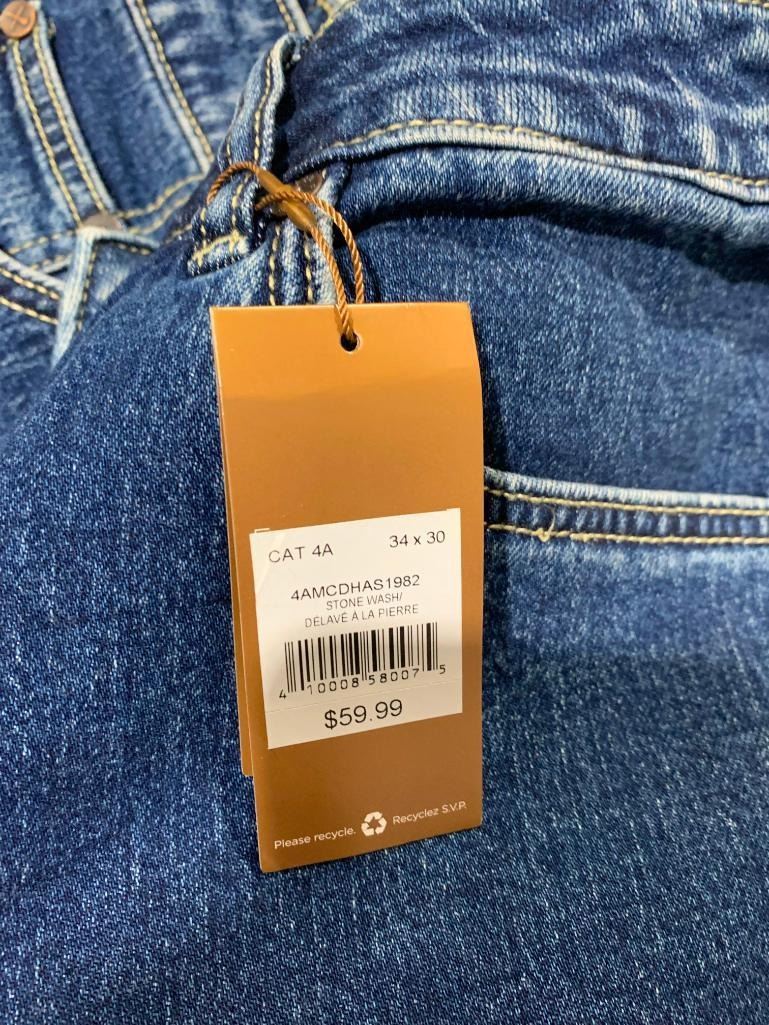 CAT 4A 34 x 30
4AMCDHAS1982
STONE WASH/
DÉLAVÉ À LA PIERRE
4 10008 58007 5
$59.99
Please recycle. Recyclez S.V.P.